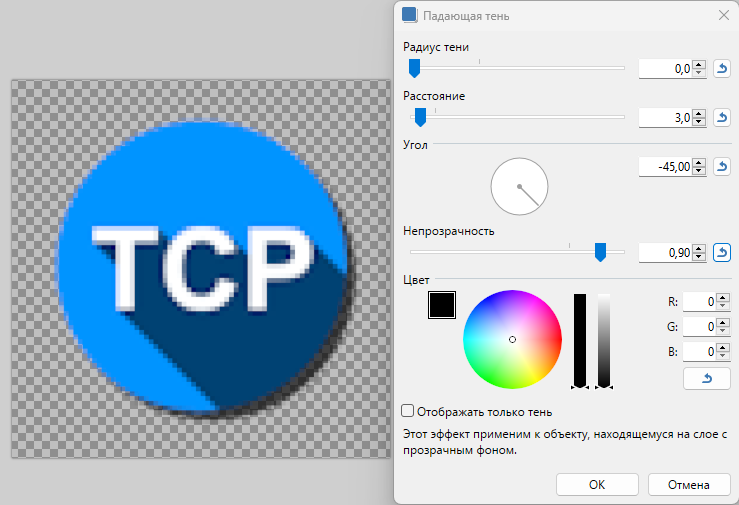 Падающая тень
Радиус тени
0,0
Расстояние
3,0
Угол
-45,00
TCP
Непрозрачность
0,90
Цвет
R: 0
G: 0
B: 0
Отображать только тень
Этот эффект применим к объекту, находящемуся на слое с
прозрачным фоном.
ОК
Отмена